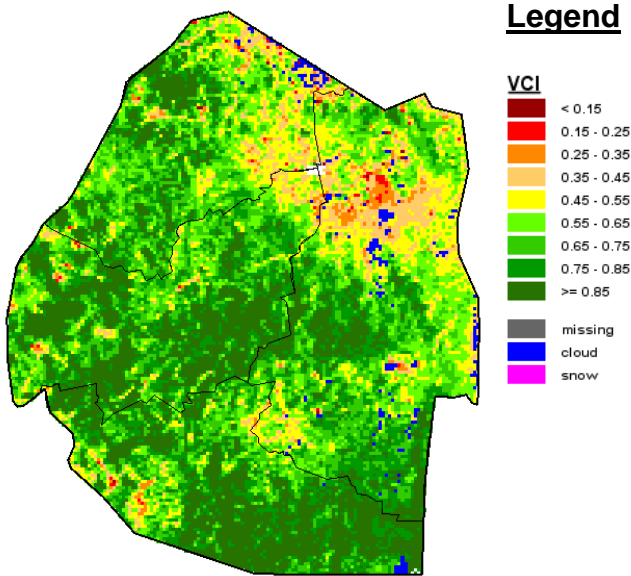 Legend
VCI
< 0.15
0.15 - 0.25
0.25 - 0.35
0.35 - 0.45
0.45 - 0.55
0.55 - 0.65
0.65 - 0.75
0.75 - 0.85
>= 0.85
missing
cloud
snow